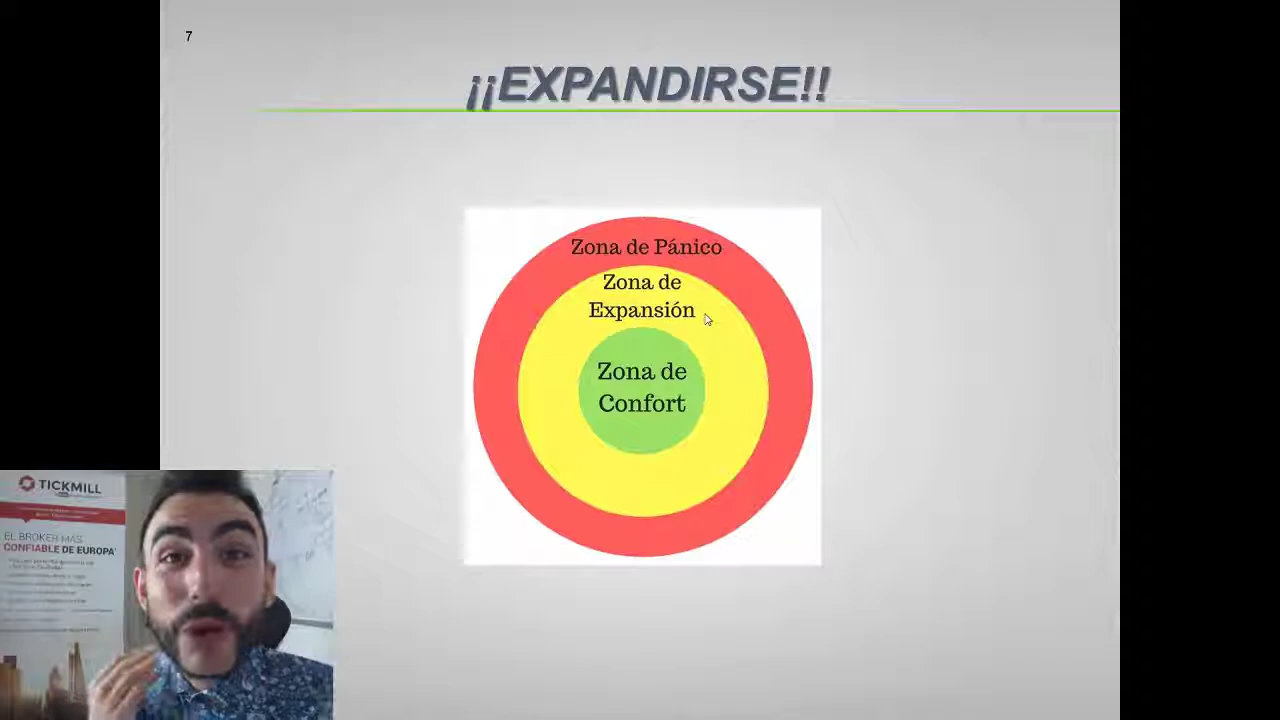 7
¡¡EXPANDIRSE!!
Zona de Pánico
Zona de
Expansión
Zona de
Confort
TICKMILL
EL BROKER MÁS
CONFIABLE DE EUROPA*